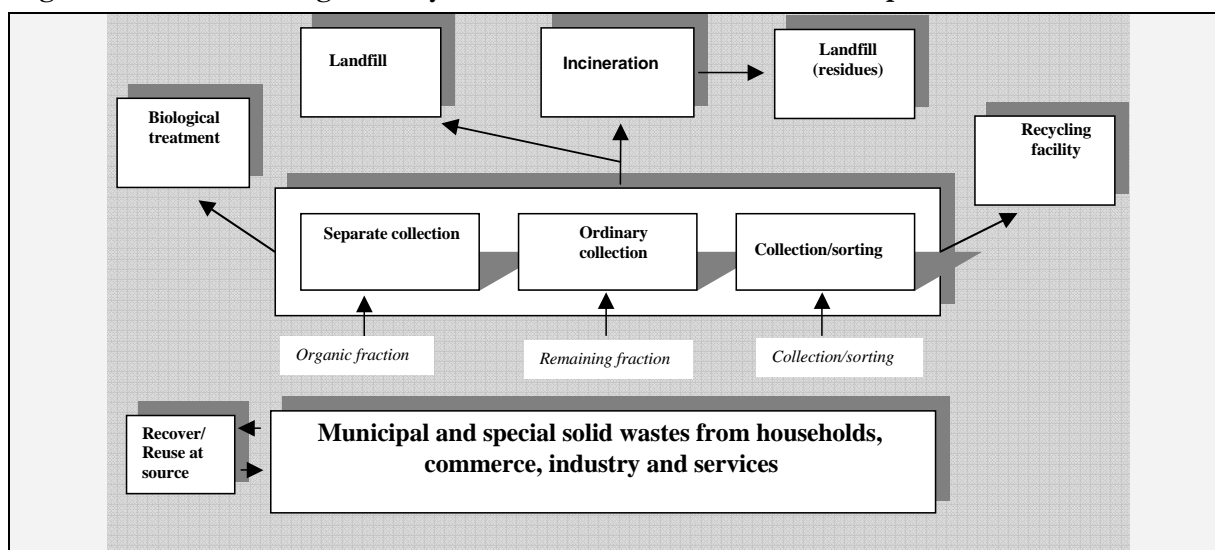 Landfill
Incineration
Landfill
(residues)
Biological
treatment
Recycling
facility
Separate collection
Ordinary
collection
Collection/sorting
Organic fraction
Remaining fraction
Collection/sorting
Recover/
Reuse at
source
Municipal and special solid wastes from households,
commerce, industry and services